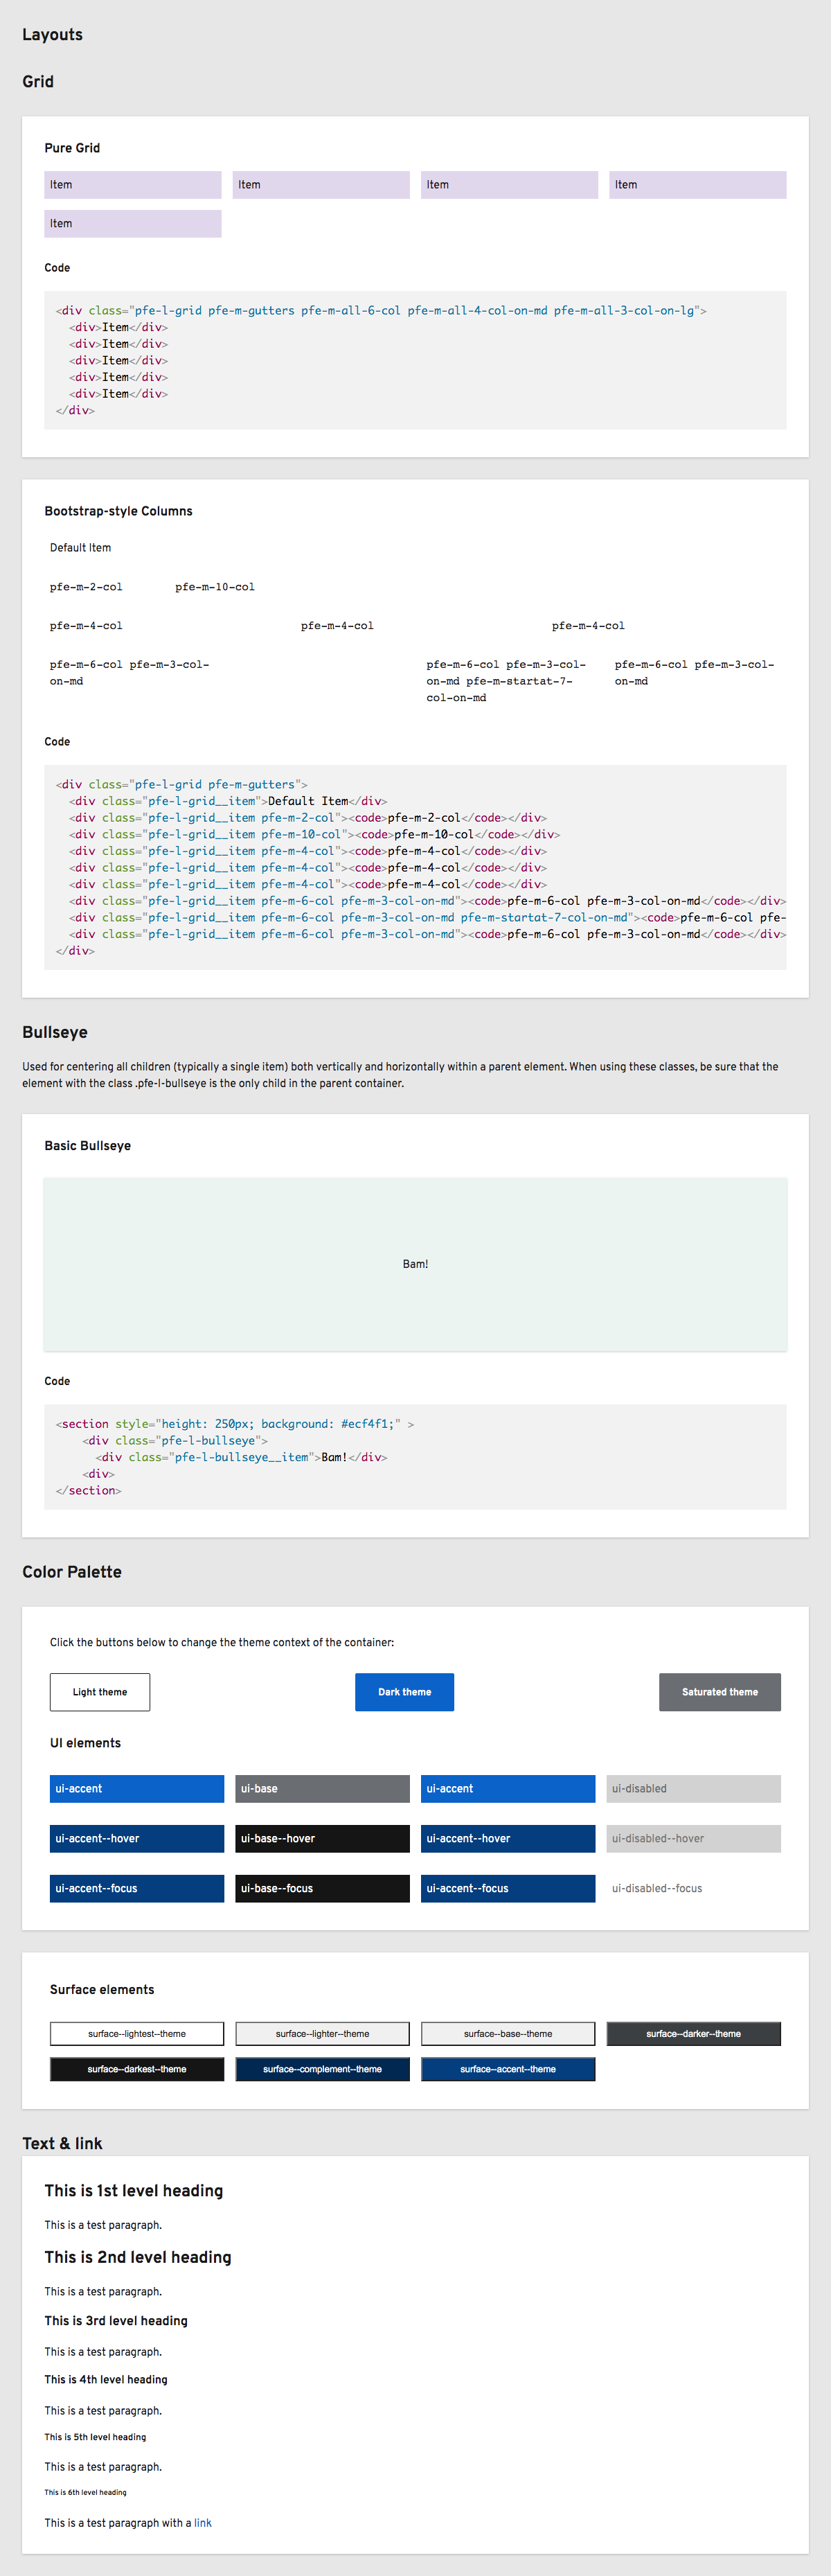 Layouts
Grid
Pure Grid
Item Item Item Item
Item
Code
<div class="pfe-l-grid pfe-m-gutters pfe-m-all-6-col pfe-m-all-4-col-on-md pfe-m-all-3-col-on-lg">
<div>Item</div>
<div>Item</div>
<div>Item</div>
<div>Item</div>
<div>Item</div>
</div>
Bootstrap-style Columns
Default Item
pfe-m-2-col pfe-m-10-col
pfe-m-4-col pfe-m-4-col pfe-m-4-col
pfe-m-6-col pfe-m-3-col-
on-md
pfe-m-6-col pfe-m-3-col-
on-md pfe-m-startat-7-
col-on-md
pfe-m-6-col pfe-m-3-col-
on-md
Code
<div class="pfe-l-grid pfe-m-gutters">
<div class="pfe-l-grid__item">Default Item</div>
<div class="pfe-l-grid__item pfe-m-2-col"><code>pfe-m-2-col</code></div>
<div class="pfe-l-grid__item pfe-m-10-col"><code>pfe-m-10-col</code></div>
<div class="pfe-l-grid__item pfe-m-4-col"><code>pfe-m-4-col</code></div>
<div class="pfe-l-grid__item pfe-m-4-col"><code>pfe-m-4-col</code></div>
<div class="pfe-l-grid__item pfe-m-4-col"><code>pfe-m-4-col</code></div>
<div class="pfe-l-grid__item pfe-m-6-col pfe-m-3-col-on-md"><code>pfe-m-6-col pfe-m-3-col-on-md</code></div>
<div class="pfe-l-grid__item pfe-m-6-col pfe-m-3-col-on-md pfe-m-startat-7-col-on-md"><code>pfe-m-6-col pfe-
<div class="pfe-l-grid__item pfe-m-6-col pfe-m-3-col-on-md"><code>pfe-m-6-col pfe-m-3-col-on-md</code></div>
</div>
Bullseye
Used for centering all children (typically a single item) both vertically and horizontally within a parent element. When using these classes, be sure that the
element with the class .pfe-l-bullseye is the only child in the parent container.
Basic Bullseye
Bam!
Code
<section style="height: 250px; background: #ecf4f1;" >
<div class="pfe-l-bullseye">
<div class="pfe-l-bullseye__item">Bam!</div>
<div>
</section>
Color Palette
Click the buttons below to change the theme context of the container:
Light theme Dark theme Saturated theme
UI elements
ui-accent ui-base ui-accent ui-disabled
ui-accent--hover ui-base--hover ui-accent--hover ui-disabled--hover
ui-accent--focus ui-base--focus ui-accent--focus ui-disabled--focus
Surface elements
surface--lightest--theme surface--lighter--theme surface--base--theme surface--darker--theme
surface--darkest--theme surface--complement--theme surface--accent--theme
Text & link
This is 1st level heading
This is a test paragraph.
This is 2nd level heading
This is a test paragraph.
This is 3rd level heading
This is a test paragraph.
This is 4th level heading
This is a test paragraph.
This is 5th level heading
This is a test paragraph.
This is 6th level heading
This is a test paragraph with a link